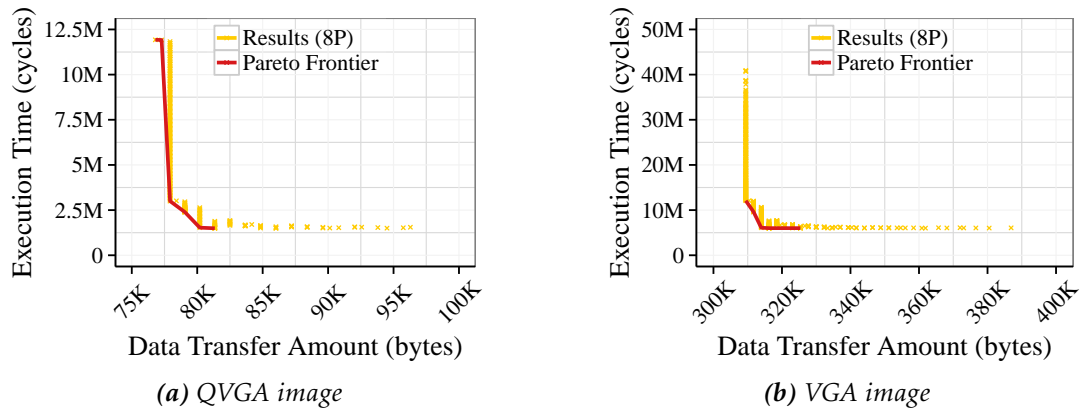 Execution Time (cycles)
12.5M
10M
7.5M
5M
2.5M
0
Results (8P)
Pareto Frontier
75K
80K
85K
90K
95K
100K
Data Transfer Amount (bytes)
(a) QVGA image
Execution Time (cycles)
50M
40M
30M
20M
10M
0
Results (8P)
Pareto Frontier
300K
320K
340K
360K
380K
400K
Data Transfer Amount (bytes)
(b) VGA image